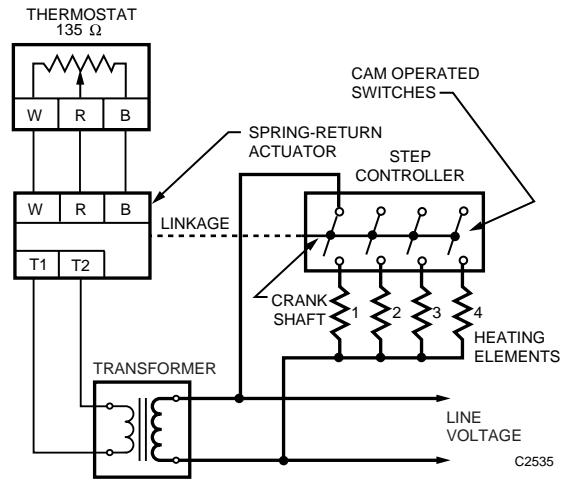 THERMOSTAT
135 Ω
W R B
CAM OPERATED
SWITCHES
SPRING-RETURN
ACTUATOR
STEP
CONTROLLER
W R B
LINKAGE
T1 T2
CRANK
SHAFT
1 2 3 4
HEATING
ELEMENTS
TRANSFORMER
LINE
VOLTAGE
C2535